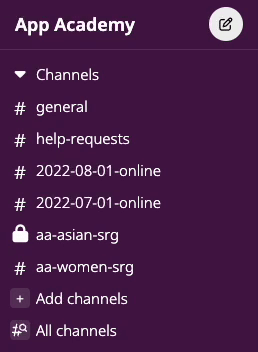 App Academy
Channels
# general
# help-requests
# 2022-08-01-online
# 2022-07-01-online
aa-asian-srg
# aa-women-srg
+ Add channels
# All channels